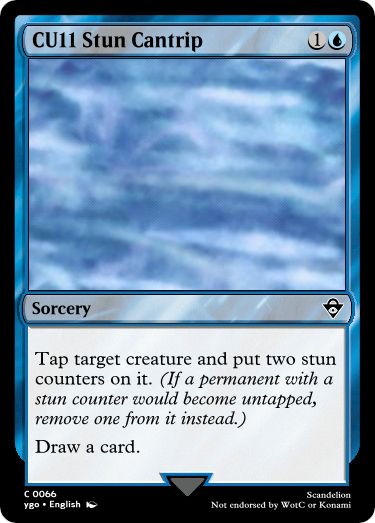 CU11 Stun Cantrip 1
Sorcery
Tap target creature and put two stun
counters on it. (If a permanent with a
stun counter would become untapped,
remove one from it instead.)
Draw a card.
C 0066
ygo • English
Scandelion
Not endorsed by WotC or Konami